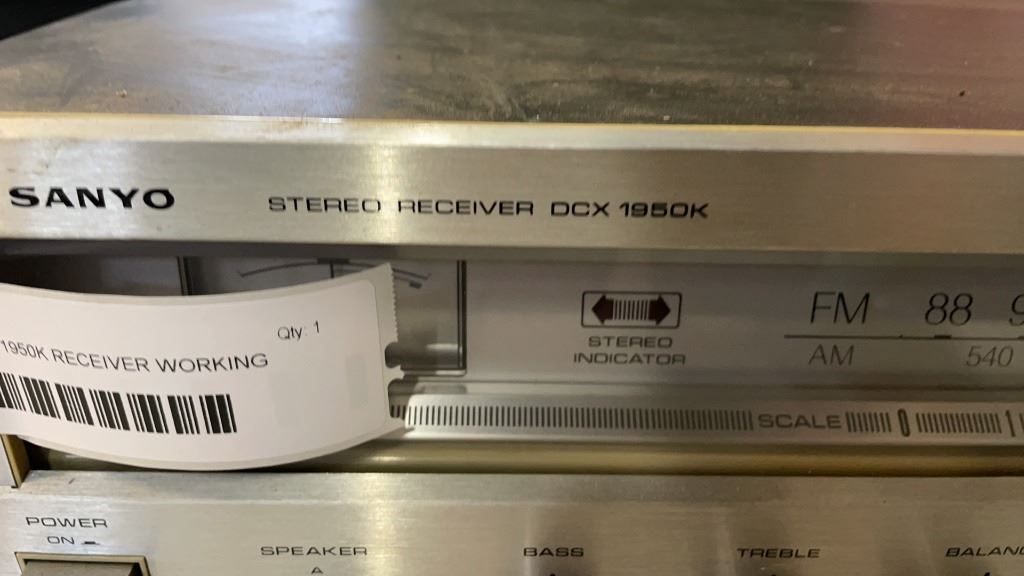 SANYO
STEREO RECEIVER DCX 1950K
Qty: 1
1950K RECEIVER WORKING
STEREO
INDICATOR
FM 88
AM 540
SCALE
POWER
ON
SPEAKER
A
BASS
TREBLE